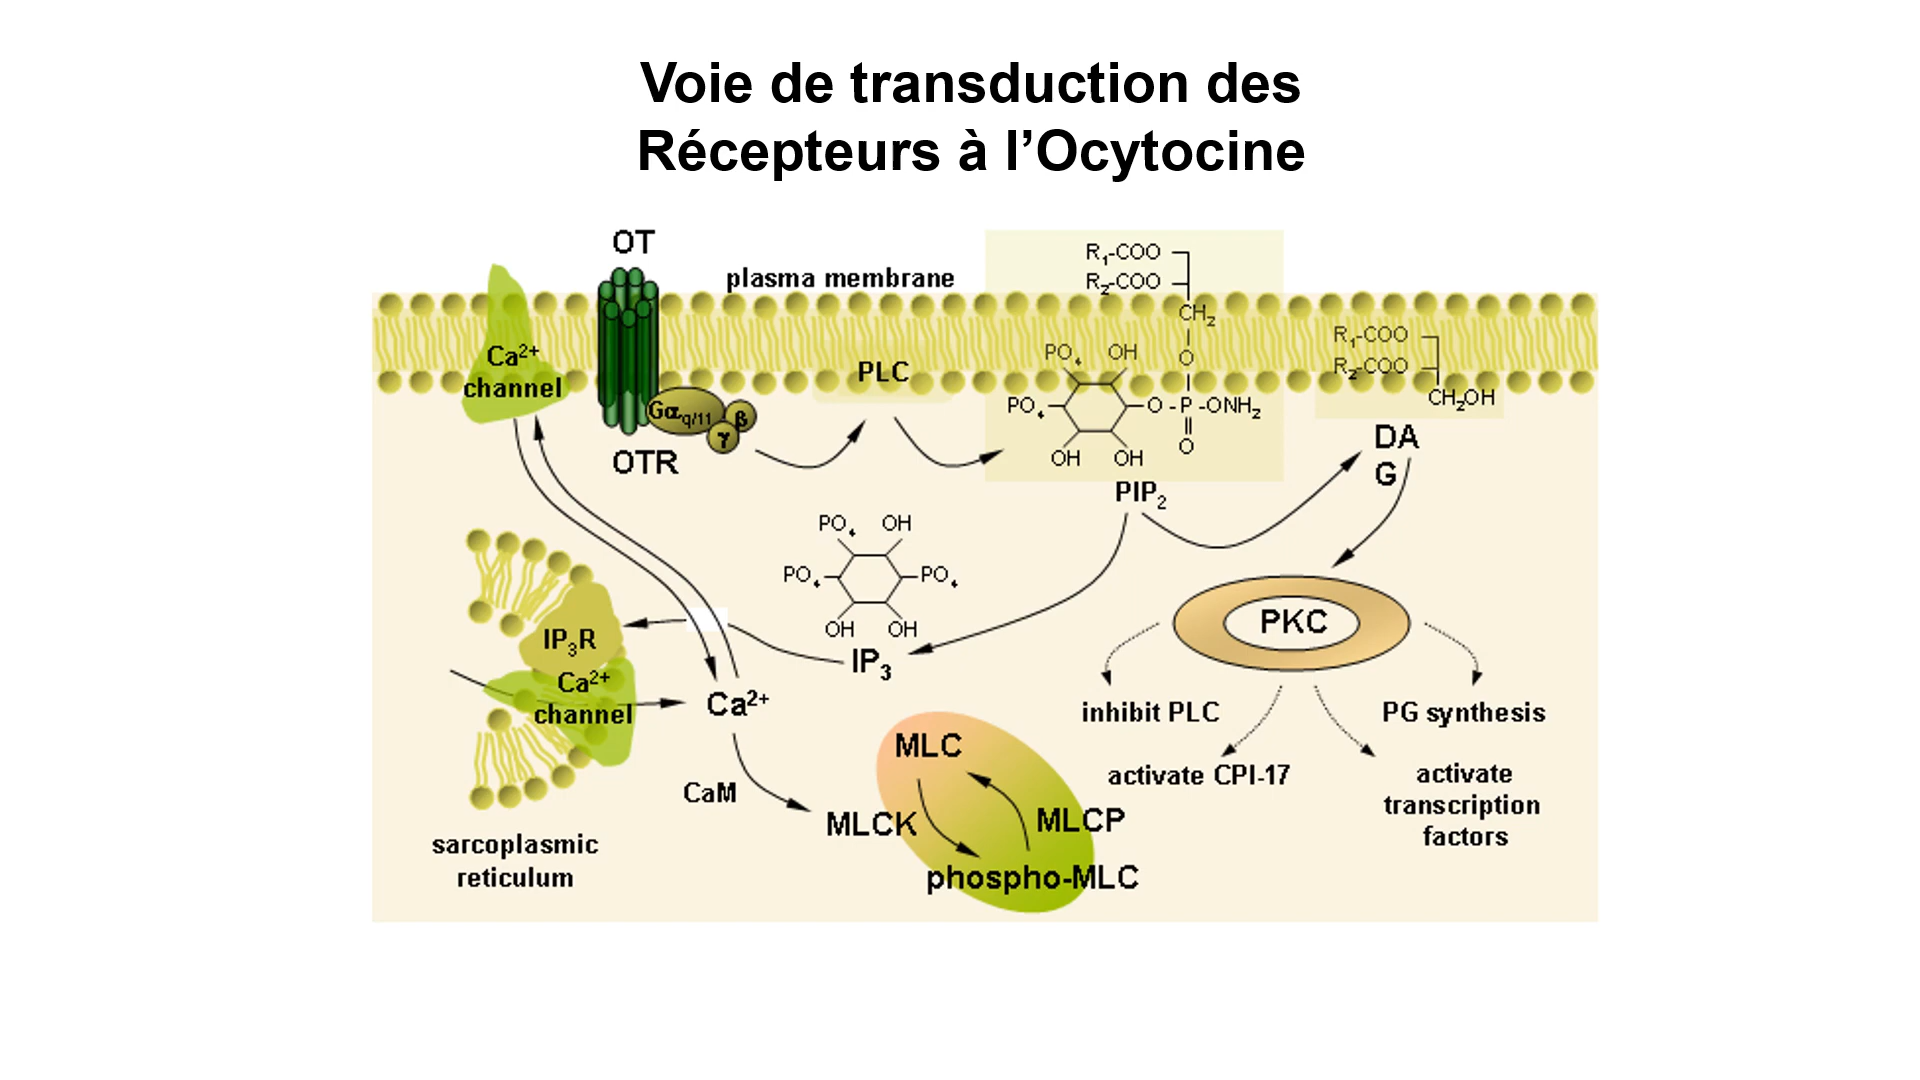 Voie de transduction des
Récepteurs à l’Ocytocine
OT
plasma membrane
R₁-COO
R₂-COO
CH₂
O
PO₄ OH
PO₄ O-P-ONH₂
O
OH OH
PIP₂
R₁-COO
R₂-COO
CH₂OH
DA
G
Ca²⁺
channel
PLC
Gα q/11 β
γ
OTR
PO₄ OH
PO₄ PO₄
OH OH
IP₃
IP₃R
Ca²⁺
channel
Ca²⁺
PKC
inhibit PLC
PG synthesis
activate CPI-17
activate
transcription
factors
MLC
CaM
MLCK
MLCP
phospho-MLC
sarcoplasmic
reticulum